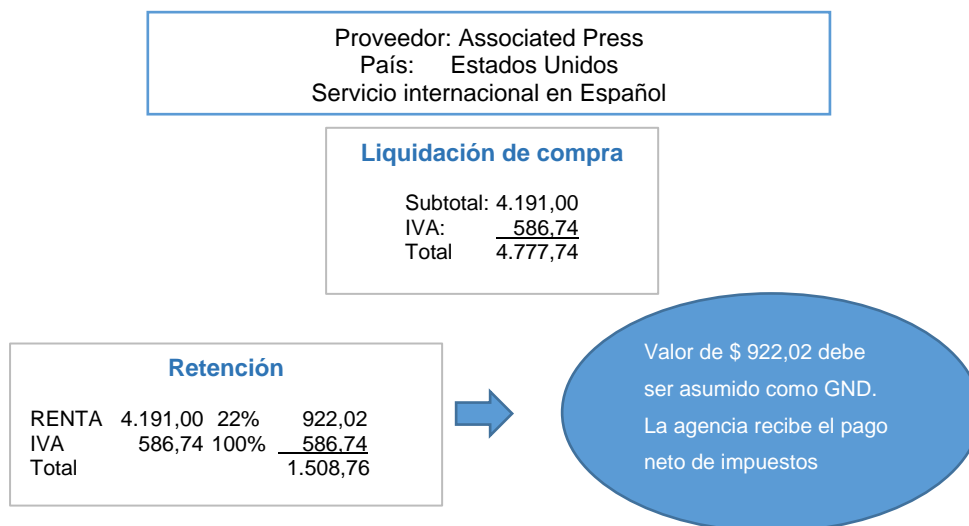 Proveedor: Associated Press
País: Estados Unidos
Servicio internacional en Español
Liquidación de compra
Subtotal: 4.191,00
IVA: 586,74
Total 4.777,74
Retención
RENTA 4.191,00 22% 922,02
IVA 586,74 100% 586,74
Total 1.508,76
Valor de $ 922,02 debe
ser asumido como GND.
La agencia recibe el pago
neto de impuestos